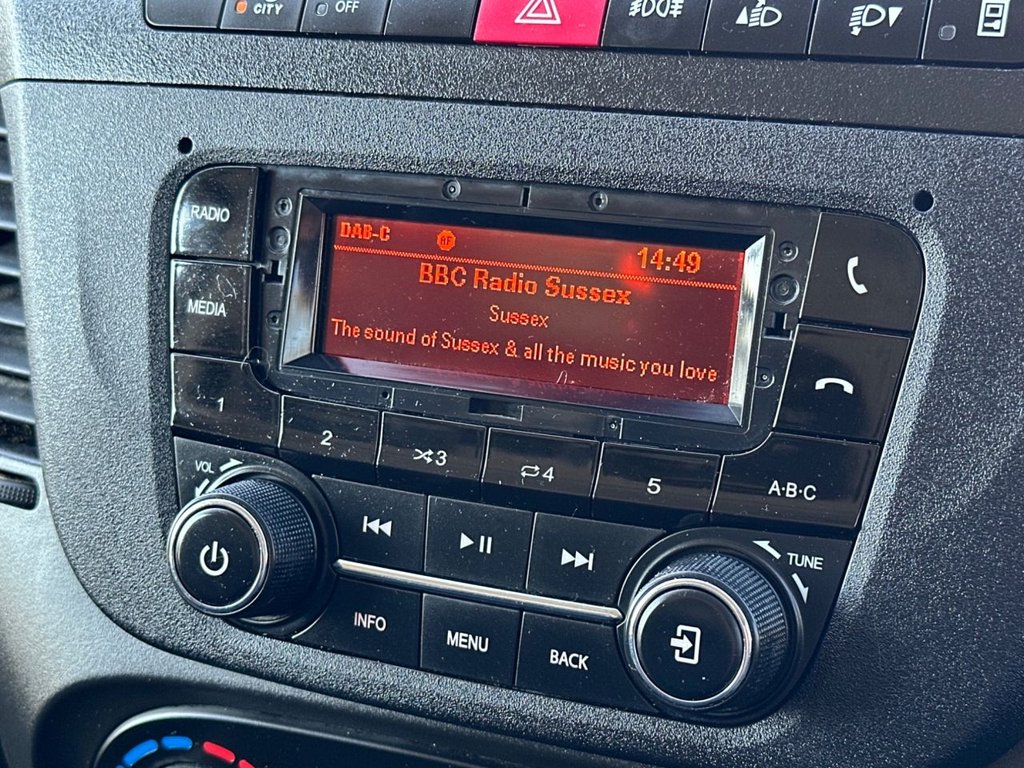 CITY
OFF
RADIO
DAB-C AF 14:49
BBC Radio Sussex
Sussex
The sound of Sussex & all the music you love
MEDIA
1
2
3
4
5
A·B·C
VOL
TUNE
INFO
MENU
BACK